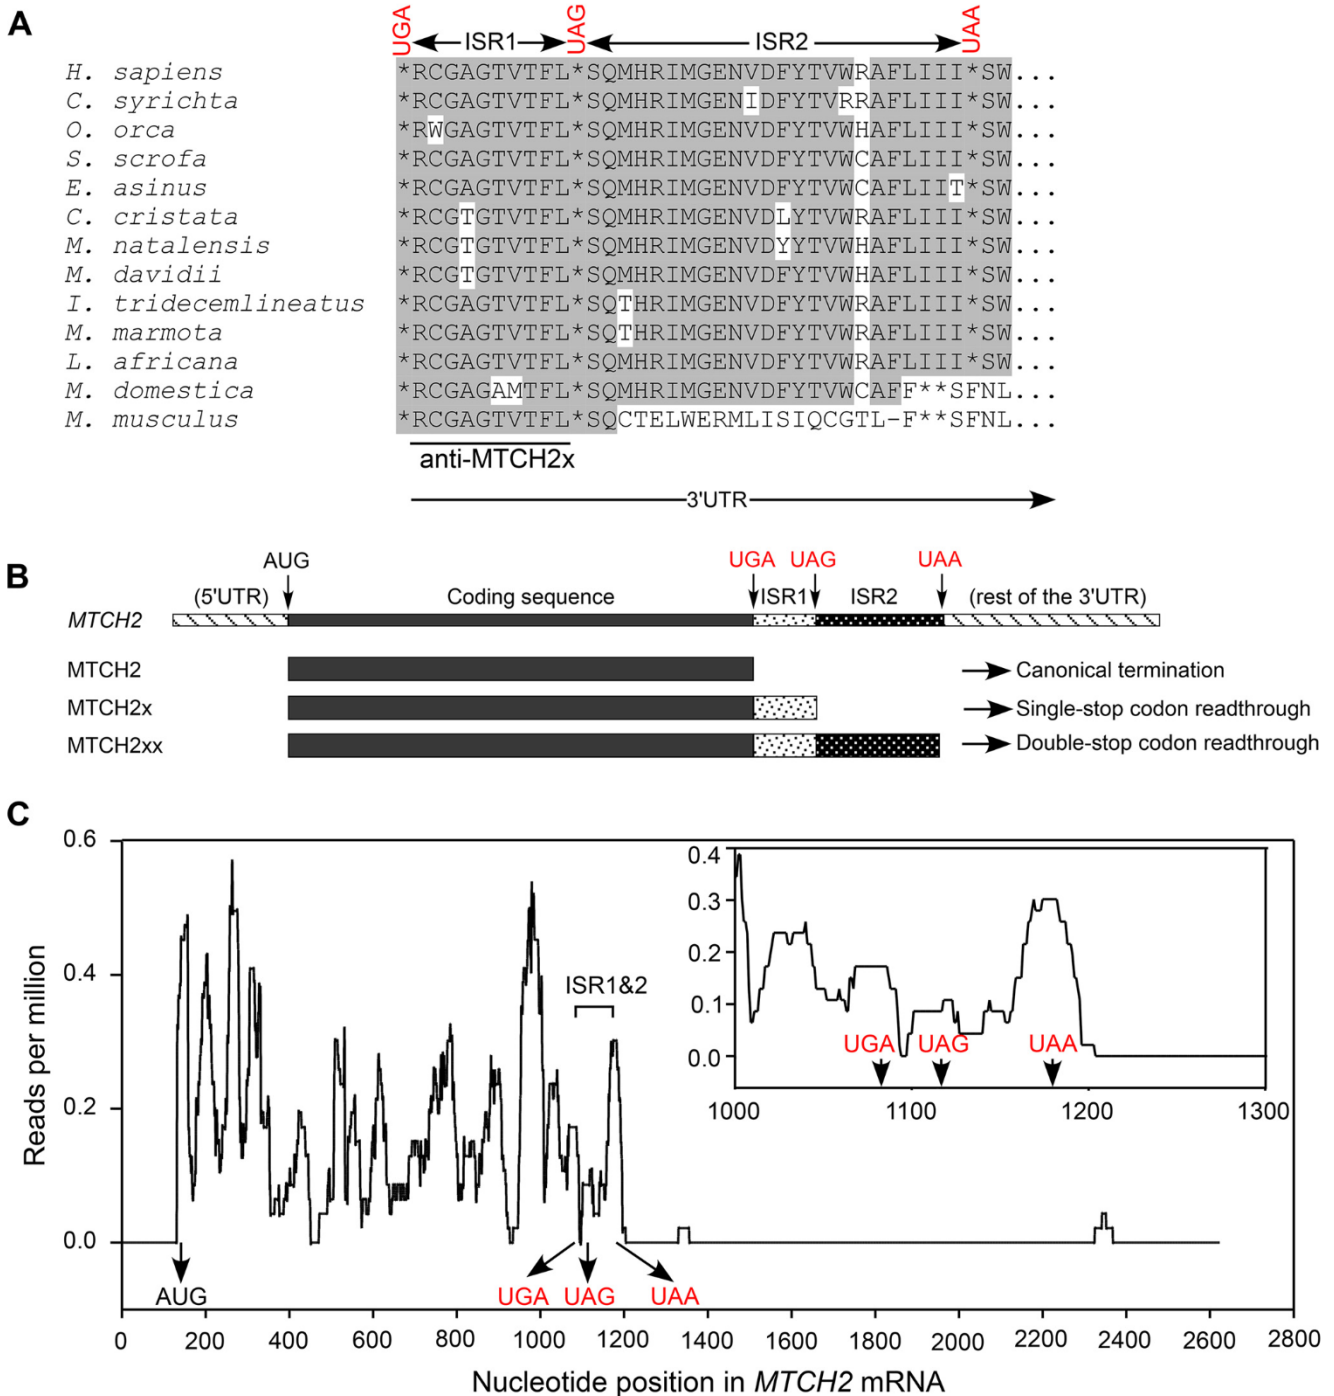 A
UGA ISR1 UAG ISR2 UAA
H. sapiens *RCGAGTVTFL*SQMHRIMGENVDFYTVWRAFLIII*SW...
C. syrichta *RCGAGTVTFL*SQMHRIMGENIDFYTVRRAFLIII*SW...
O. orca *RWGAGTVTFL*SQMHRIMGENVDFYTVWHAFLIII*SW...
S. scrofa *RCGAGTVTFL*SQMHRIMGENVDFYTVWCAFLIII*SW...
E. asinus *RCGAGTVTFL*SQMHRIMGENVDFYTVWCAFLIIT*SW...
C. cristata *RCGTGTVTFL*SQMHRIMGENVDLYTVWRAFLIII*SW...
M. natalensis *RCGTGTVTFL*SQMHRIMGENVDYYTVWHAFLIII*SW...
M. davidii *RCGTGTVTFL*SQMHRIMGENVDFYTVWHAFLIII*SW...
I. tridecemlineatus *RCGAGTVTFL*SQTHRIMGENVDFYTVWRAFLIII*SW...
M. marmota *RCGAGTVTFL*SQTHRIMGENVDFYTVWRAFLIII*SW...
L. africana *RCGAGTVTFL*SQMHRIMGENVDFYTVWRAFLIII*SW...
M. domestica *RCGAGAMTFL*SQMHRIMGENVDFYTVWCAFF**SFNL...
M. musculus *RCGAGTVTFL*SQCTELWERMLISIQCGTL-F**SFNL...
anti-MTCH2x
3'UTR
B
AUG UGA UAG UAA
(5'UTR) Coding sequence ISR1 ISR2 (rest of the 3'UTR)
MTCH2
MTCH2 Canonical termination
MTCH2x Single-stop codon readthrough
MTCH2xx Double-stop codon readthrough
C
Reads per million
0.6
0.4
0.2
0.0
ISR1&2
AUG UGA UAG UAA
0 200 400 600 800 1000 1200 1400 1600 1800 2000 2200 2400 2600 2800
Nucleotide position in MTCH2 mRNA
0.4
0.3
0.2
0.1
0.0
UGA UAG UAA
1000 1100 1200 1300